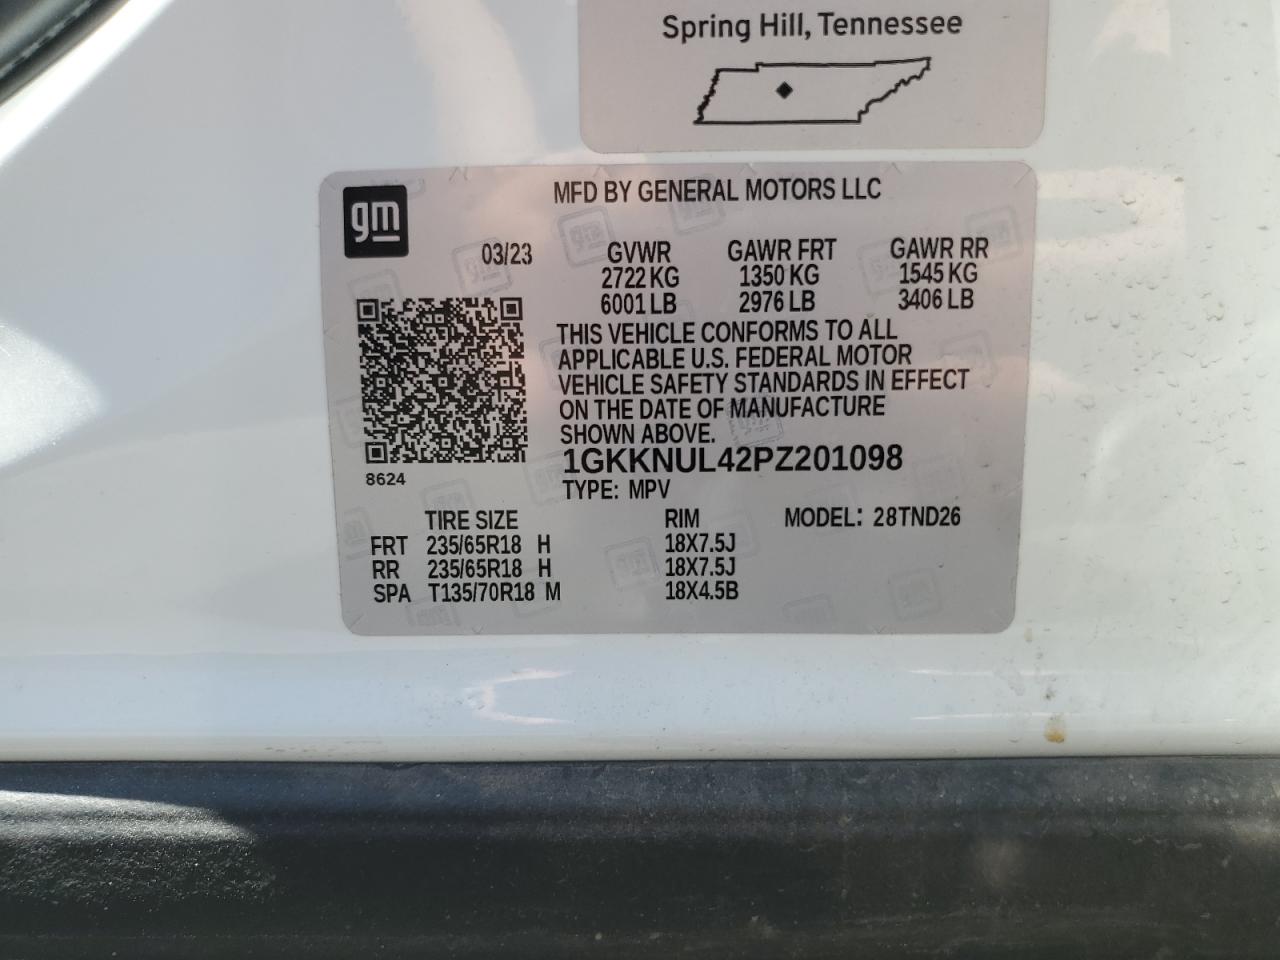 Spring Hill, Tennessee
gm
MFD BY GENERAL MOTORS LLC
03/23 GVWR GAWR FRT GAWR RR
2722 KG 1350 KG 1545 KG
6001 LB 2976 LB 3406 LB
THIS VEHICLE CONFORMS TO ALL
APPLICABLE U.S. FEDERAL MOTOR
VEHICLE SAFETY STANDARDS IN EFFECT
ON THE DATE OF MANUFACTURE
SHOWN ABOVE.
1GKKNUL42PZ201098
8624
TYPE: MPV
TIRE SIZE RIM MODEL: 28TND26
FRT 235/65R18 H 18X7.5J
RR 235/65R18 H 18X7.5J
SPA T135/70R18 M 18X4.5B